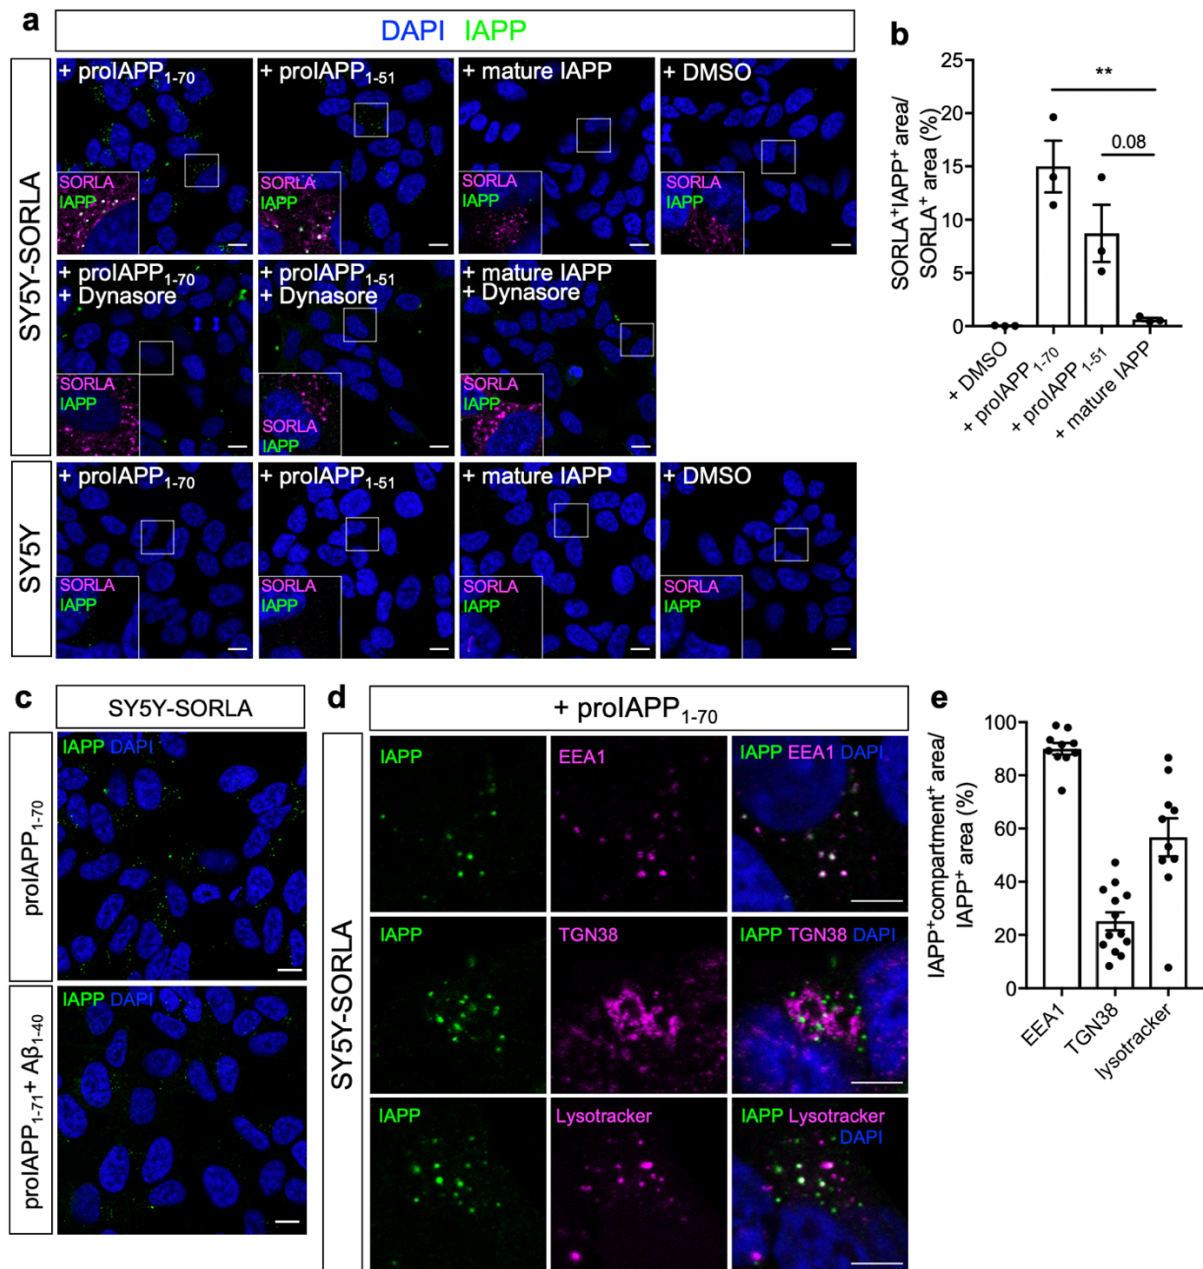 a
DAPI IAPP
SY5Y-SORLA
+ proIAPP1-70
+ proIAPP1-51
+ mature IAPP
+ DMSO
SORLA
IAPP
SORLA
IAPP
SORLA
IAPP
SORLA
IAPP
+ proIAPP1-70
+ Dynasore
+ proIAPP1-51
+ Dynasore
+ mature IAPP
+ Dynasore
SORLA
IAPP
SORLA
IAPP
SORLA
IAPP
SY5Y
+ proIAPP1-70
+ proIAPP1-51
+ mature IAPP
+ DMSO
SORLA
IAPP
SORLA
IAPP
SORLA
IAPP
SORLA
IAPP
b
SORLA+IAPP+ area/
SORLA+ area (%)
25
20
15
10
5
0
**
0.08
+ DMSO
+ proIAPP1-70
+ proIAPP1-51
+ mature IAPP
c
SY5Y-SORLA
proIAPP1-70
IAPP DAPI
proIAPP1-71+ Aβ1-40
IAPP DAPI
d
+ proIAPP1-70
SY5Y-SORLA
IAPP
EEA1
IAPP EEA1 DAPI
IAPP
TGN38
IAPP TGN38 DAPI
IAPP
Lysotracker
IAPP Lysotracker
DAPI
e
IAPP+compartment+ area/
IAPP+ area (%)
100
80
60
40
20
0
EEA1
TGN38
lysotracker